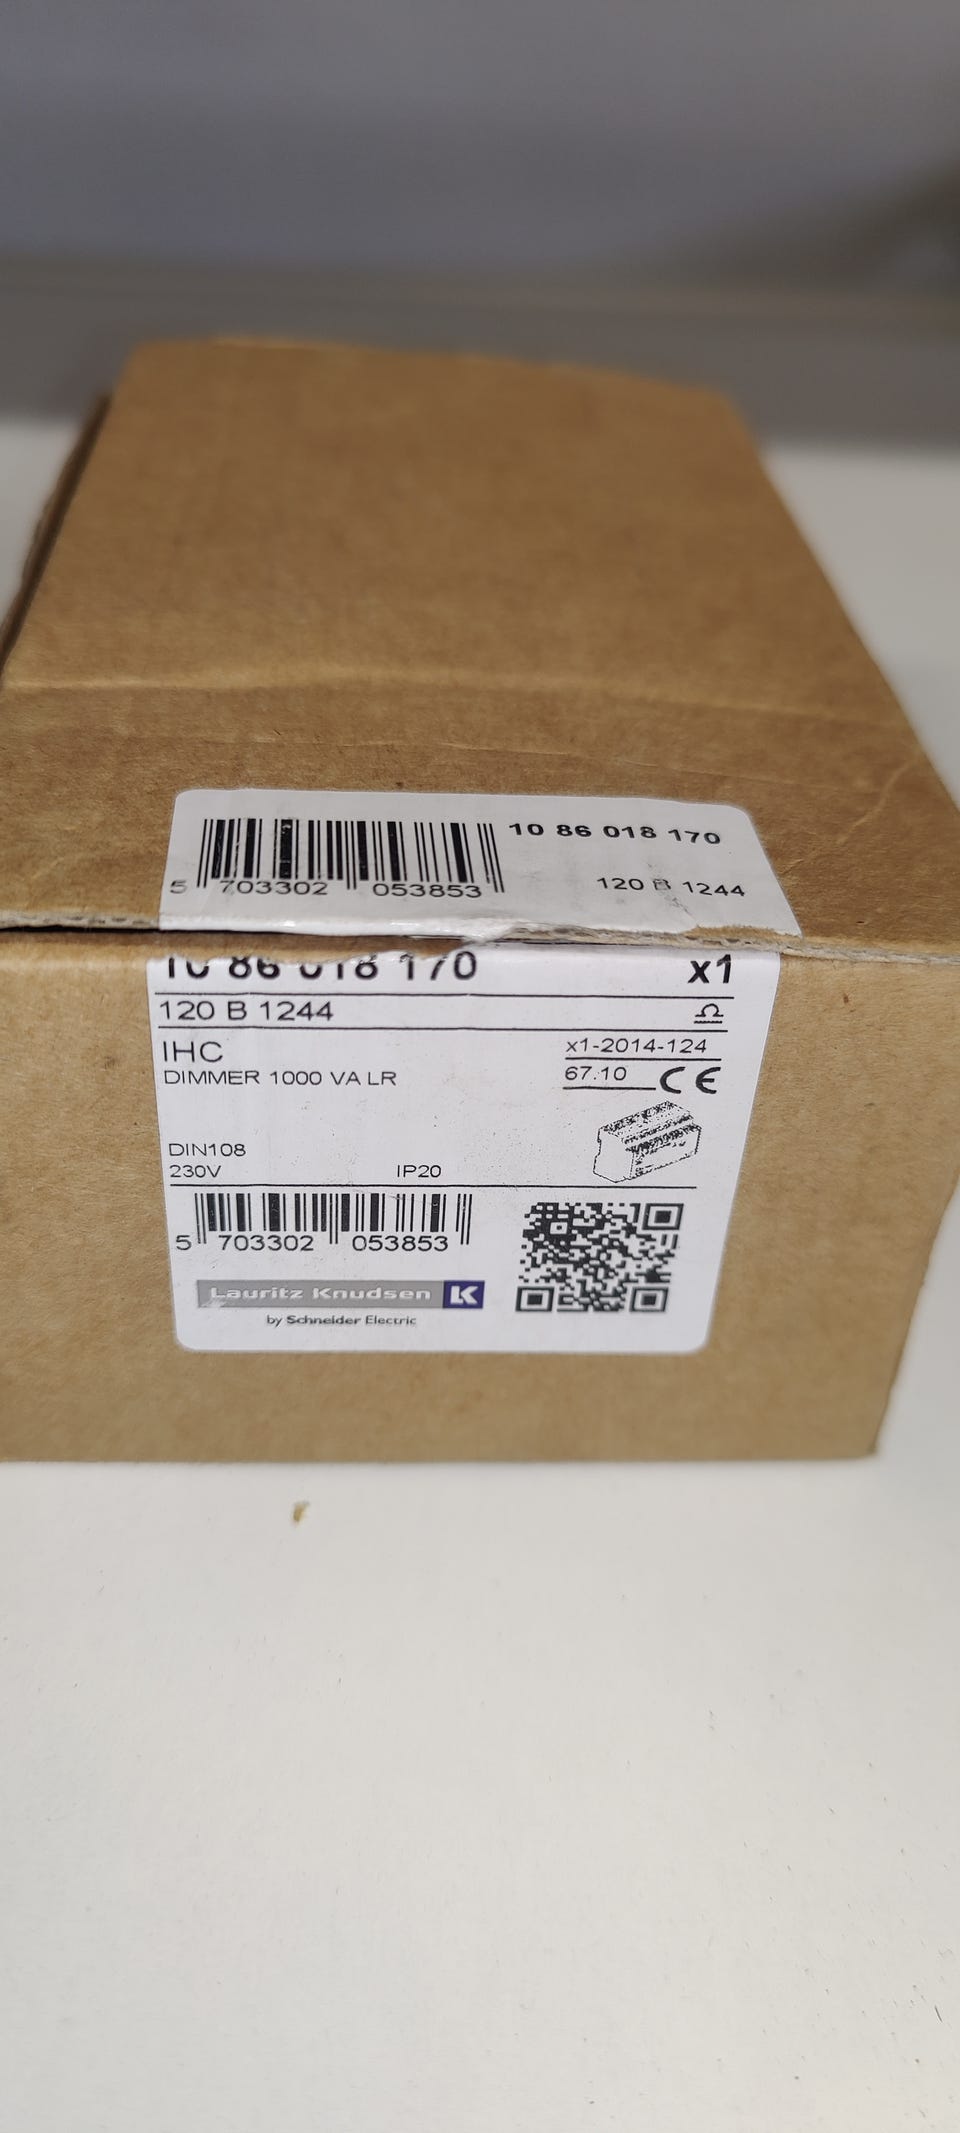 10 86 018 170
120 B 1244
5 703302 053853
10 86 018 170 x1
120 B 1244
IHC x1-2014-124
DIMMER 1000 VA LR 67.10 CE
DIN108
230V IP20
5 703302 053853
Lauritz Knudsen LK
by Schneider Electric